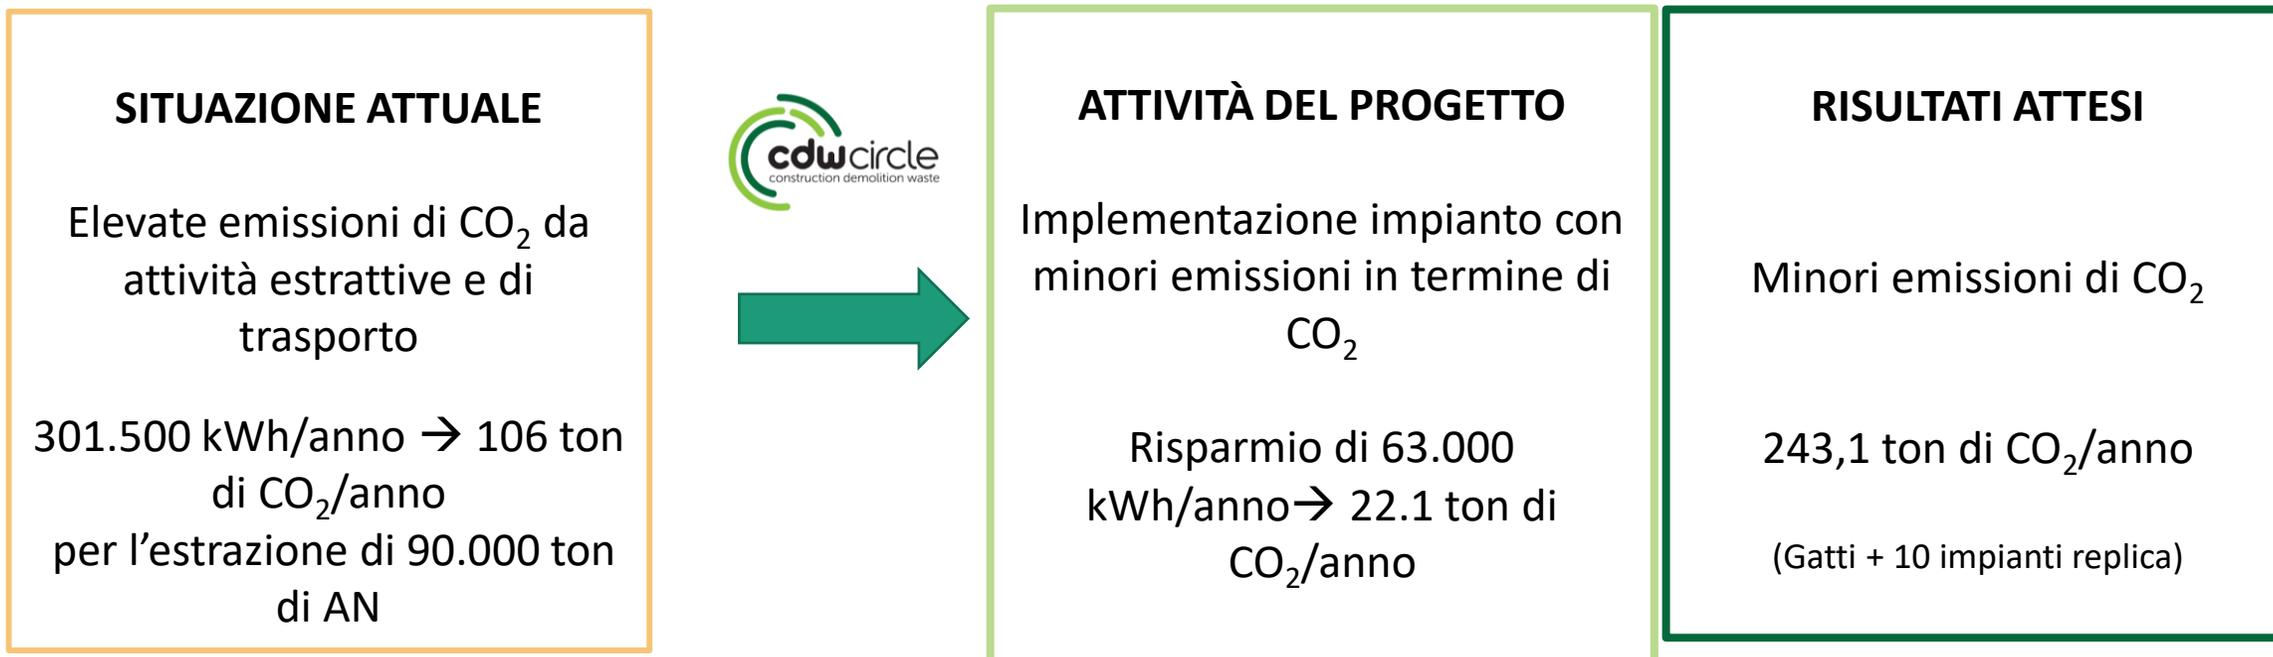 SITUAZIONE ATTUALE
Elevate emissioni di CO₂ da
attività estrattive e di
trasporto
301.500 kWh/anno → 106 ton
di CO₂/anno
per l’estrazione di 90.000 ton
di AN
cdwcircle
construction demolition waste
ATTIVITÀ DEL PROGETTO
Implementazione impianto con
minori emissioni in termine di
CO₂
Risparmio di 63.000
kWh/anno→ 22.1 ton di
CO₂/anno
RISULTATI ATTESI
Minori emissioni di CO₂
243,1 ton di CO₂/anno
(Gatti + 10 impianti replica)